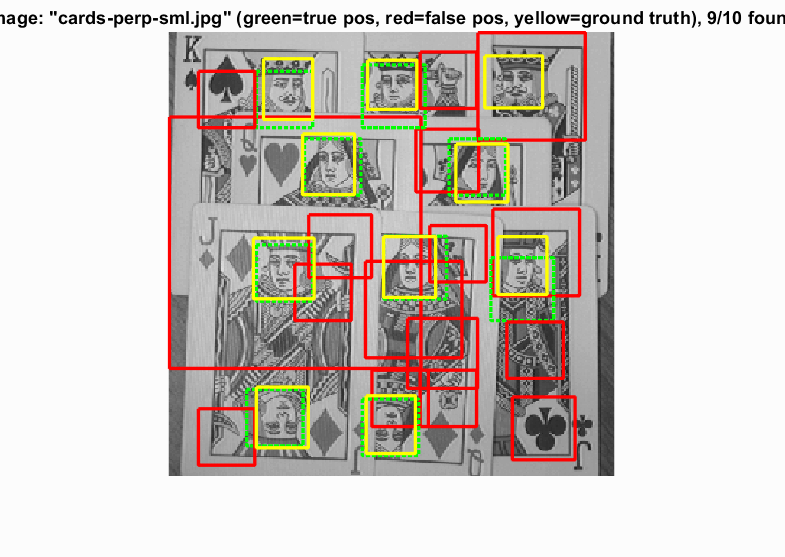 mage: "cards-perp-sml.jpg" (green=true pos, red=false pos, yellow=ground truth), 9/10 foun
K
Q
J
Q
J